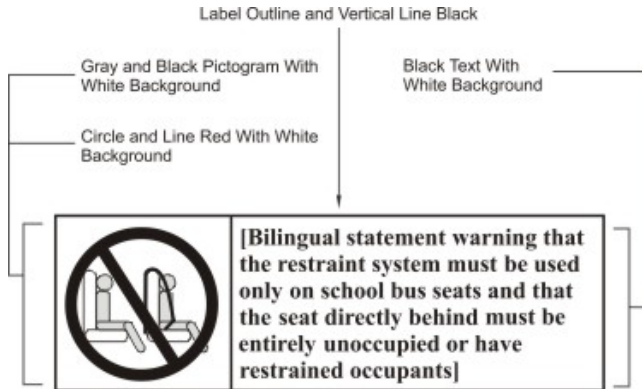 Label Outline and Vertical Line Black
Gray and Black Pictogram With
White Background
Black Text With
White Background
Circle and Line Red With White
Background
[Bilingual statement warning that
the restraint system must be used
only on school bus seats and that
the seat directly behind must be
entirely unoccupied or have
restrained occupants]